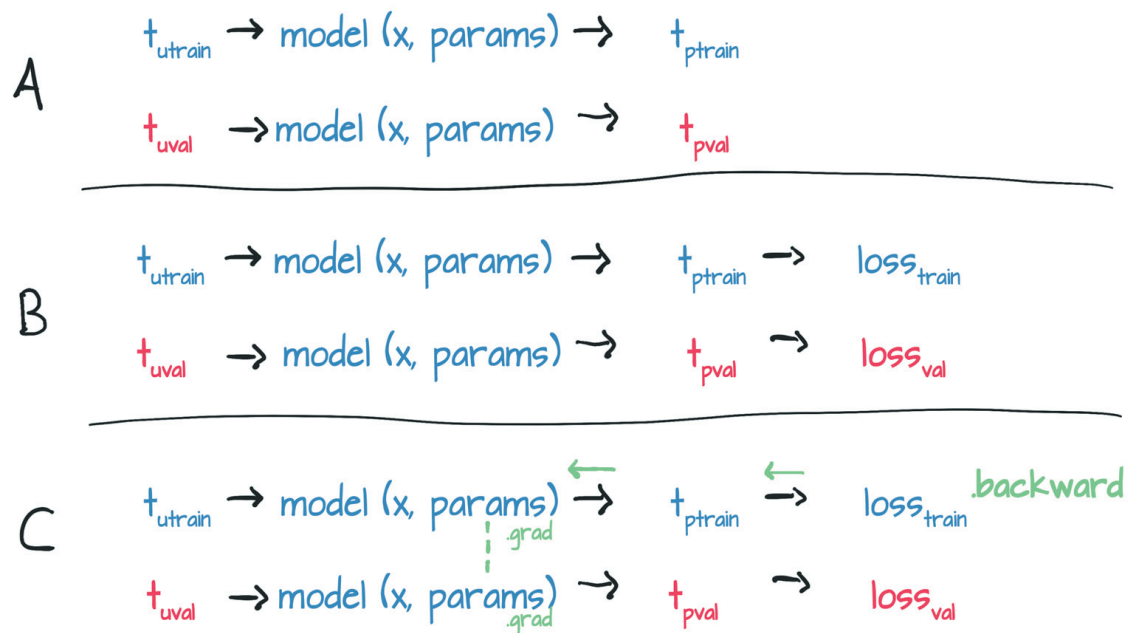 A
t_utrain → model (x, params) → t_ptrain
t_uval → model (x, params) → t_pval
B
t_utrain → model (x, params) → t_ptrain → loss_train
t_uval → model (x, params) → t_pval → loss_val
C
← ←
t_utrain → model (x, params) → t_ptrain → loss_train .backward
.grad
t_uval → model (x, params) → t_pval → loss_val
.grad